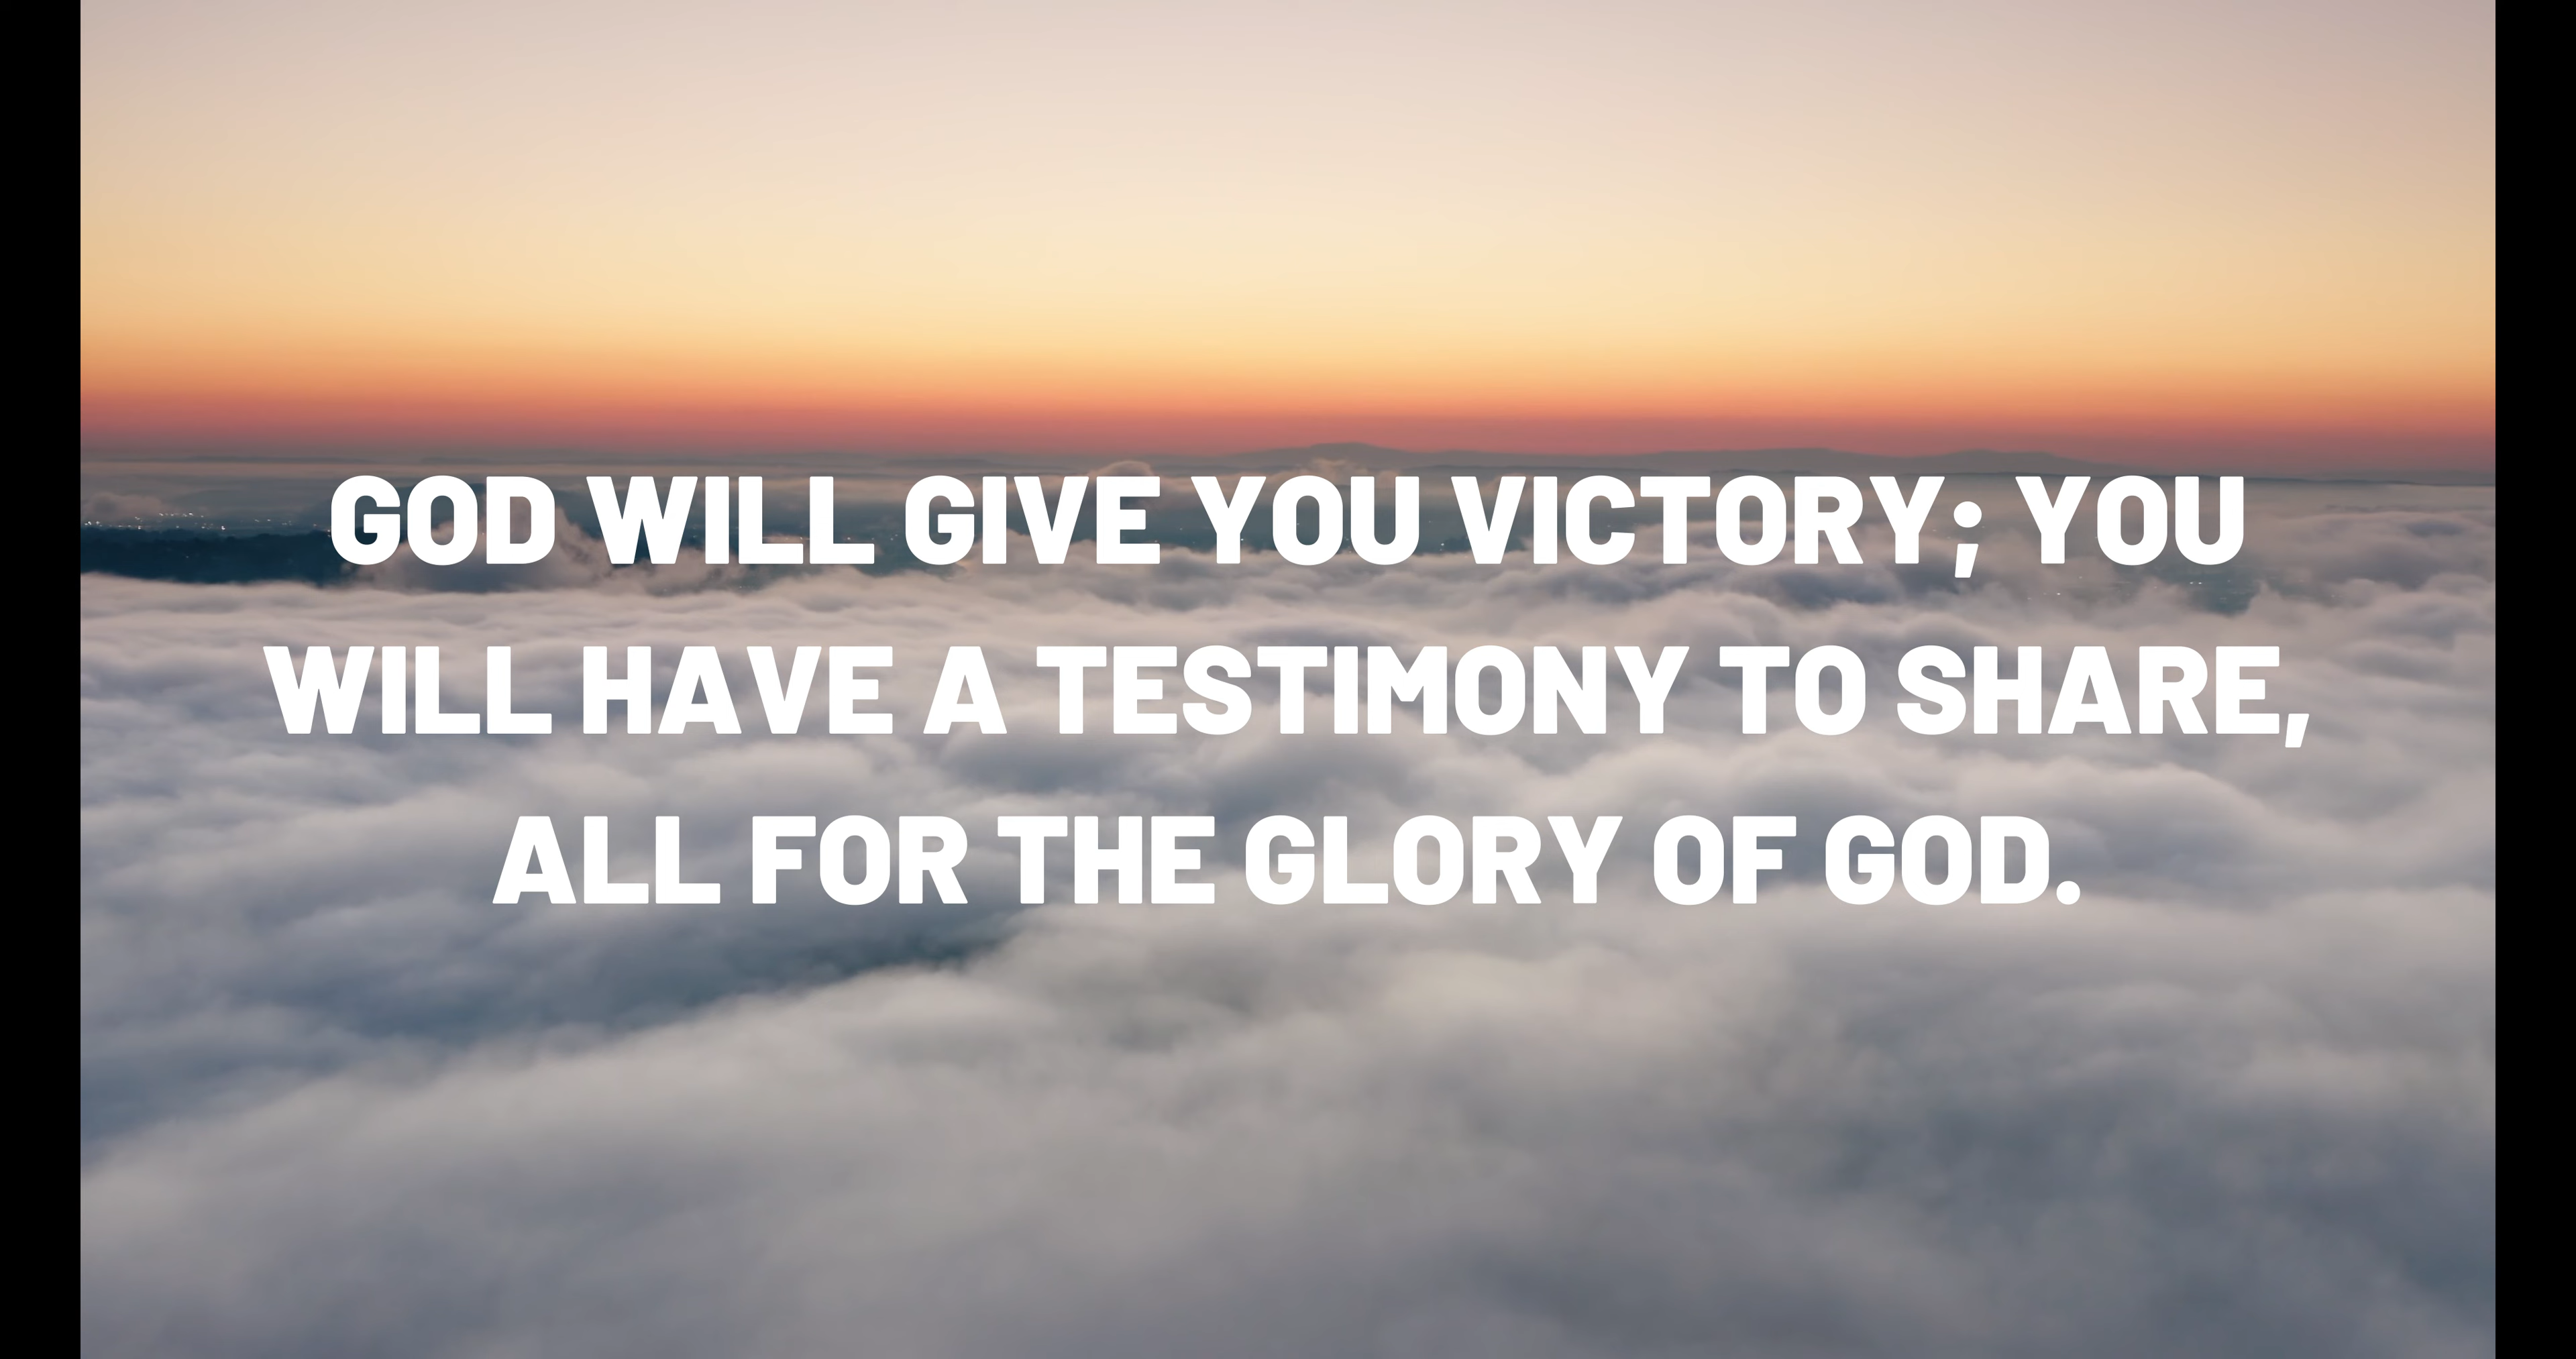 GOD WILL GIVE YOU VICTORY; YOU
WILL HAVE A TESTIMONY TO SHARE,
ALL FOR THE GLORY OF GOD.